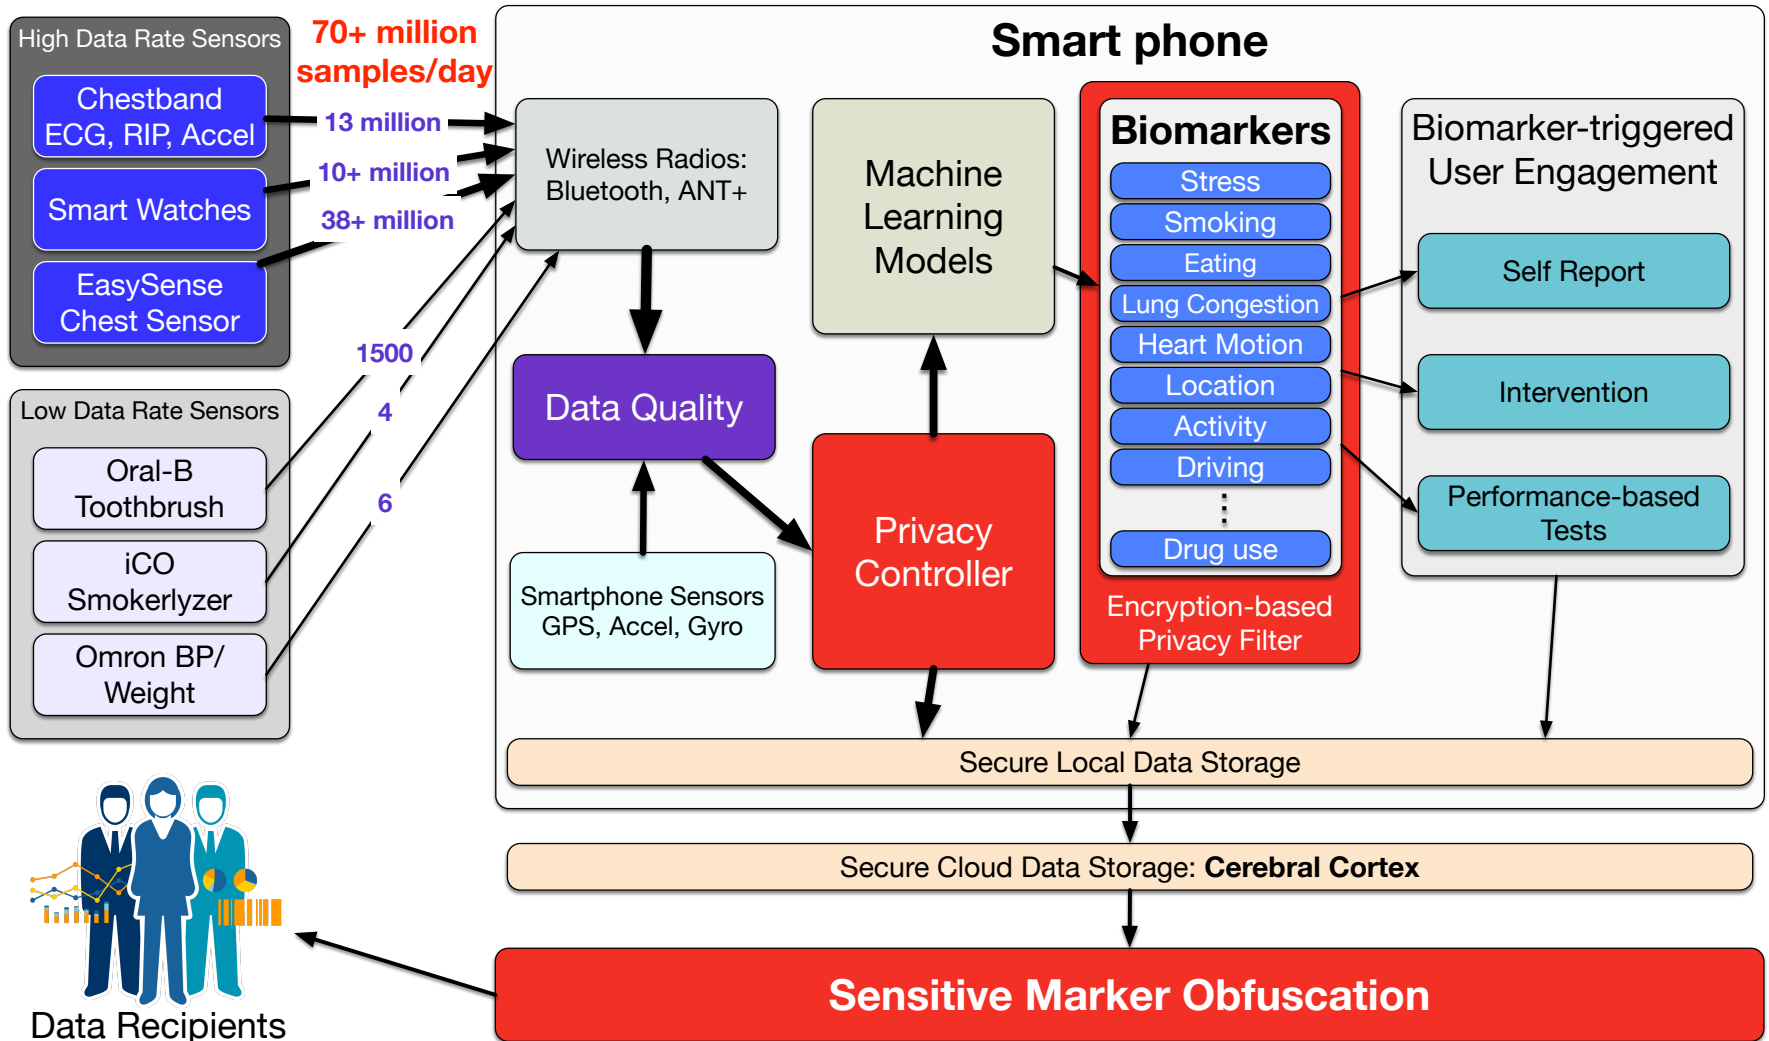 High Data Rate Sensors
Chestband
ECG, RIP, Accel
Smart Watches
EasySense
Chest Sensor
70+ million
samples/day
13 million
10+ million
38+ million
1500
4
6
Low Data Rate Sensors
Oral-B
Toothbrush
iCO
Smokerlyzer
Omron BP/
Weight
Smart phone
Wireless Radios:
Bluetooth, ANT+
Data Quality
Smartphone Sensors
GPS, Accel, Gyro
Machine
Learning
Models
Privacy
Controller
Biomarkers
Stress
Smoking
Eating
Lung Congestion
Heart Motion
Location
Activity
Driving
Drug use
Encryption-based
Privacy Filter
Biomarker-triggered
User Engagement
Self Report
Intervention
Performance-based
Tests
Secure Local Data Storage
Secure Cloud Data Storage: Cerebral Cortex
Sensitive Marker Obfuscation
Data Recipients